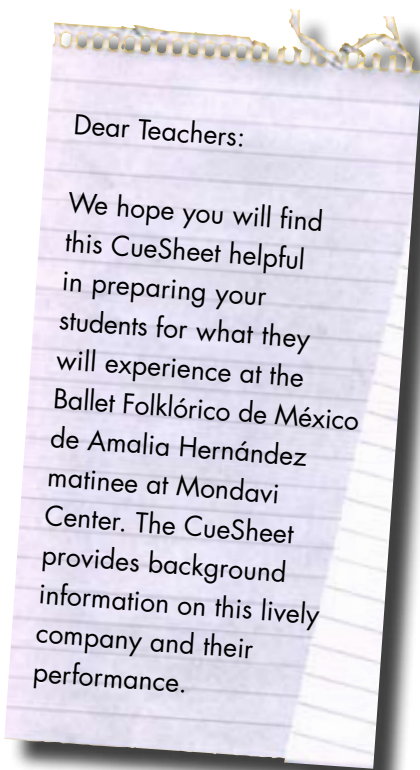 Dear Teachers:
We hope you will find
this CueSheet helpful
in preparing your
students for what they
will experience at the
Ballet Folklórico de México
de Amalia Hernández
matinee at Mondavi
Center. The CueSheet
provides background
information on this lively
company and their
performance.